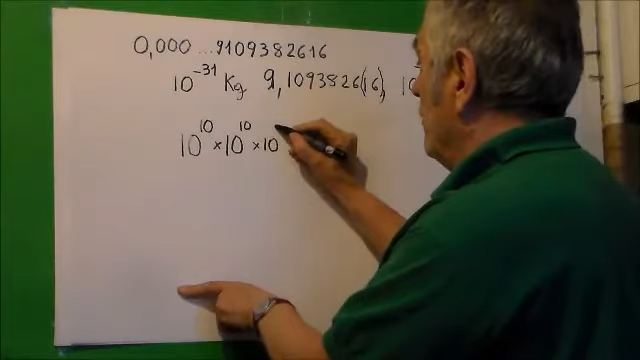 0,000 ...9109382616
10⁻³¹ Kg 9,1093826(16), 10⁻
10¹⁰ × 10¹⁰ × 10